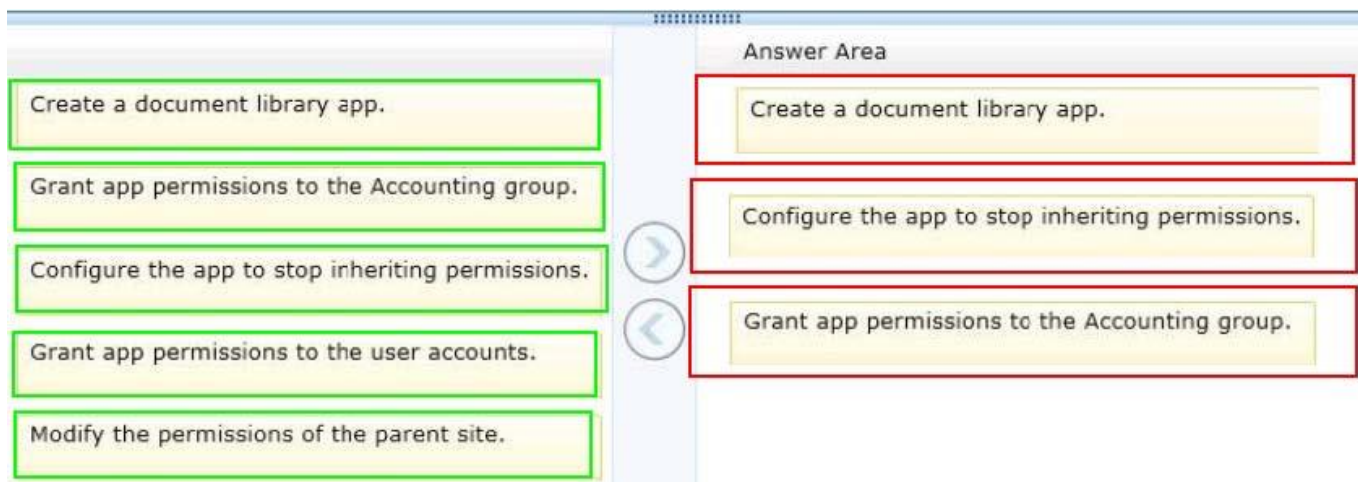 Answer Area
Create a document library app.
Grant app permissions to the Accounting group.
Configure the app to stop inheriting permissions.
Grant app permissions to the user accounts.
Modify the permissions of the parent site.
Create a document library app.
Configure the app to stop inheriting permissions.
Grant app permissions to the Accounting group.